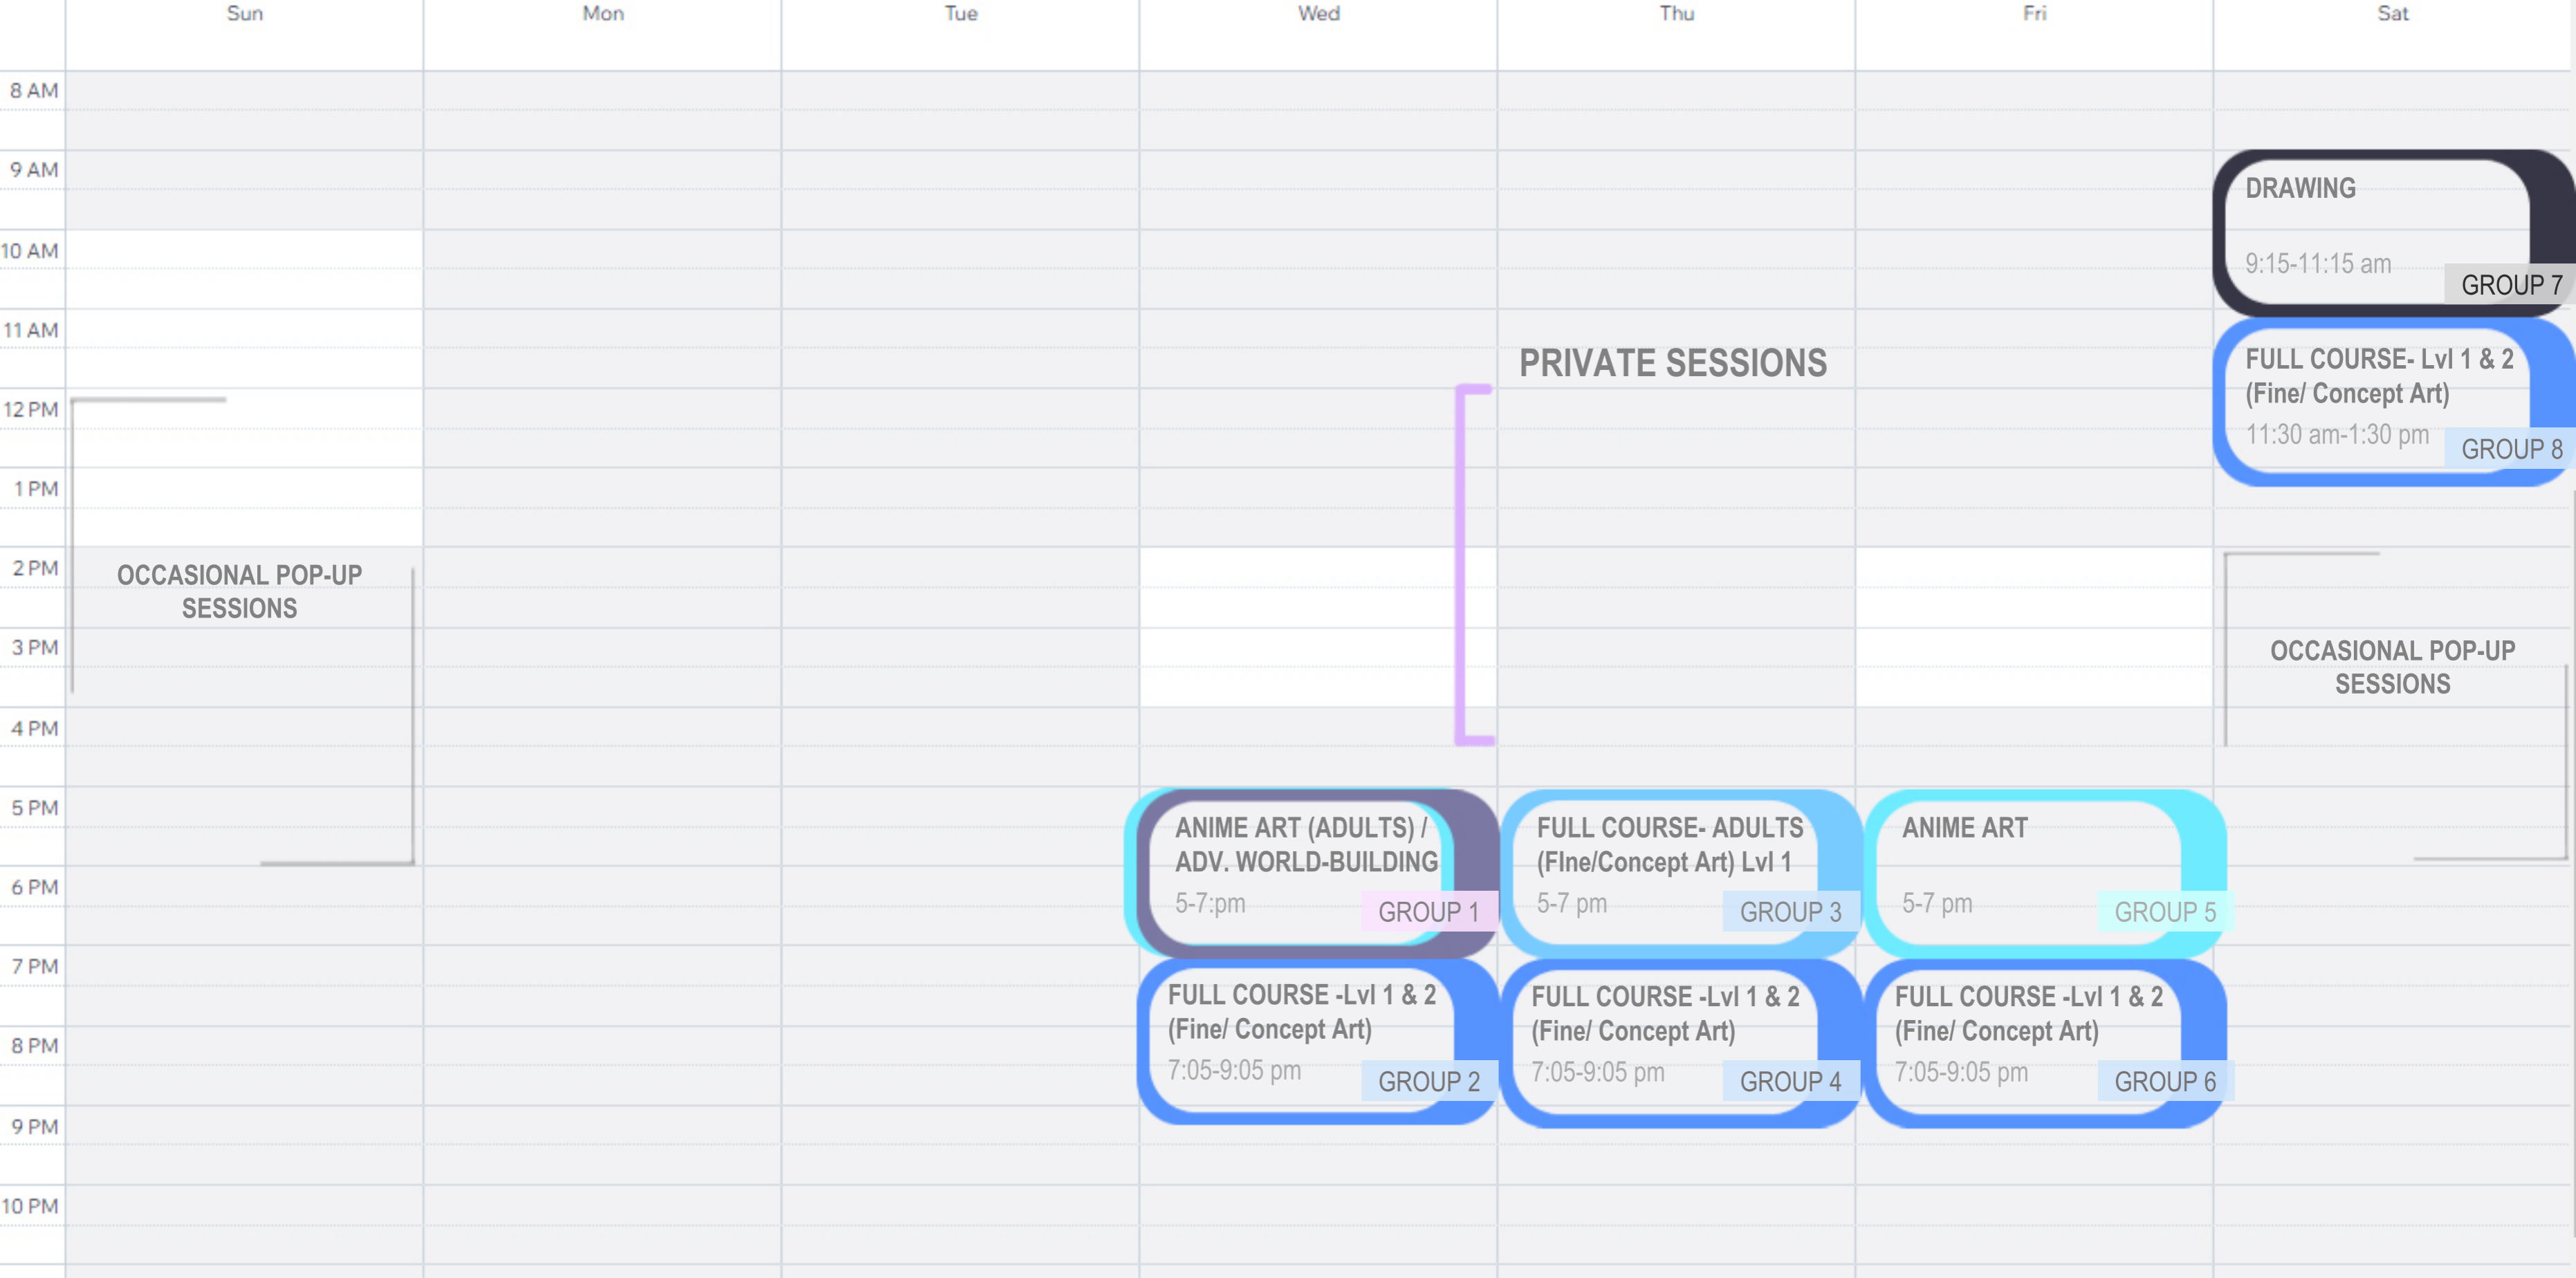 Sun
Mon
Tue
Wed
Thu
Fri
Sat
8 AM
9 AM
10 AM
11 AM
12 PM
1 PM
2 PM
3 PM
4 PM
5 PM
6 PM
7 PM
8 PM
9 PM
10 PM
OCCASIONAL POP-UP
SESSIONS
PRIVATE SESSIONS
ANIME ART (ADULTS) /
ADV. WORLD-BUILDING
5-7:pm
GROUP 1
FULL COURSE -Lvl 1 & 2
(Fine/ Concept Art)
7:05-9:05 pm
GROUP 2
FULL COURSE- ADULTS
(FIne/Concept Art) Lvl 1
5-7 pm
GROUP 3
FULL COURSE -Lvl 1 & 2
(Fine/ Concept Art)
7:05-9:05 pm
GROUP 4
ANIME ART
5-7 pm
GROUP 5
FULL COURSE -Lvl 1 & 2
(Fine/ Concept Art)
7:05-9:05 pm
GROUP 6
DRAWING
9:15-11:15 am
GROUP 7
FULL COURSE- Lvl 1 & 2
(Fine/ Concept Art)
11:30 am-1:30 pm
GROUP 8
OCCASIONAL POP-UP
SESSIONS